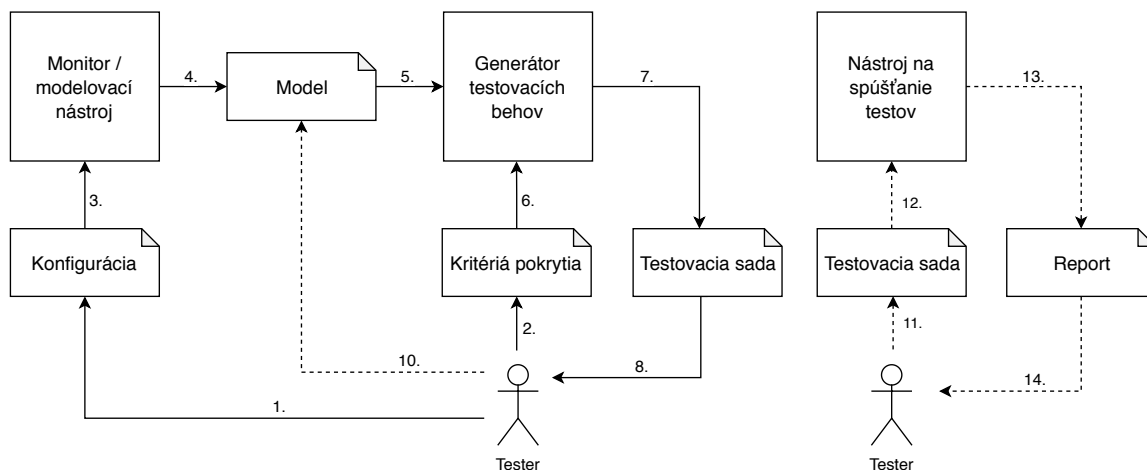 Monitor /
modelovací
nástroj
4.
Model
5.
Generátor
testovacích
behov
7.
Nástroj na
spúšťanie
testov
13.
3.
6.
12.
Konfigurácia
Kritériá pokrytia
Testovacia sada
Testovacia sada
Report
2.
11.
10.
8.
14.
1.
Tester
Tester